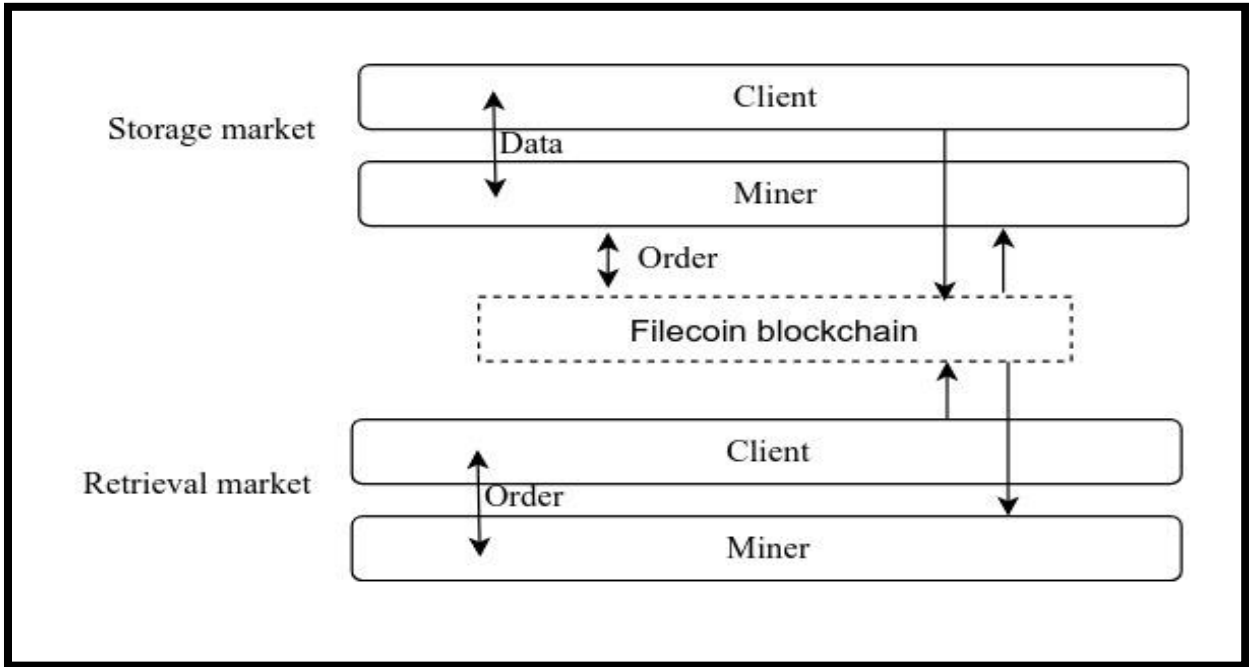 Client
Storage market
Data
Miner
Order
Filecoin blockchain
Client
Retrieval market
Order
Miner